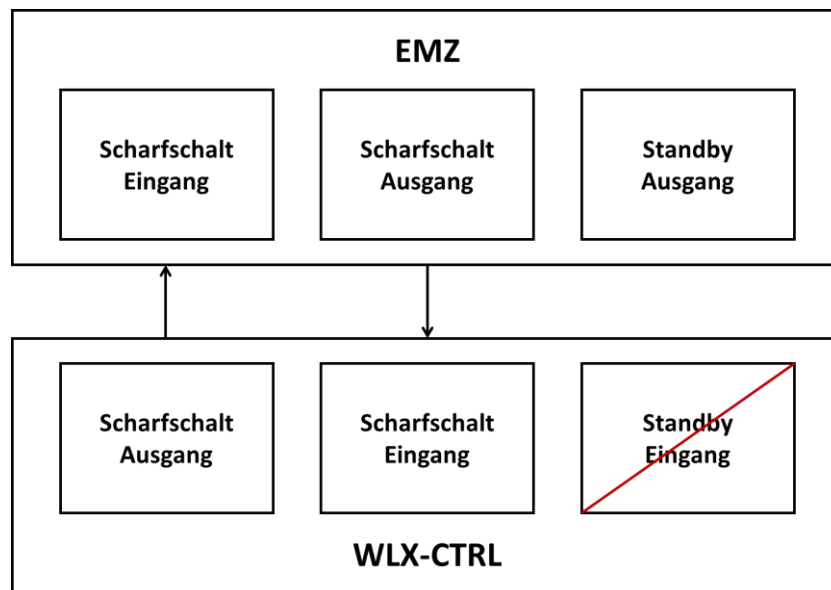 EMZ
Scharfschalt
Eingang
Scharfschalt
Ausgang
Standby
Ausgang
Scharfschalt
Ausgang
Scharfschalt
Eingang
Standby
Eingang
WLX-CTRL